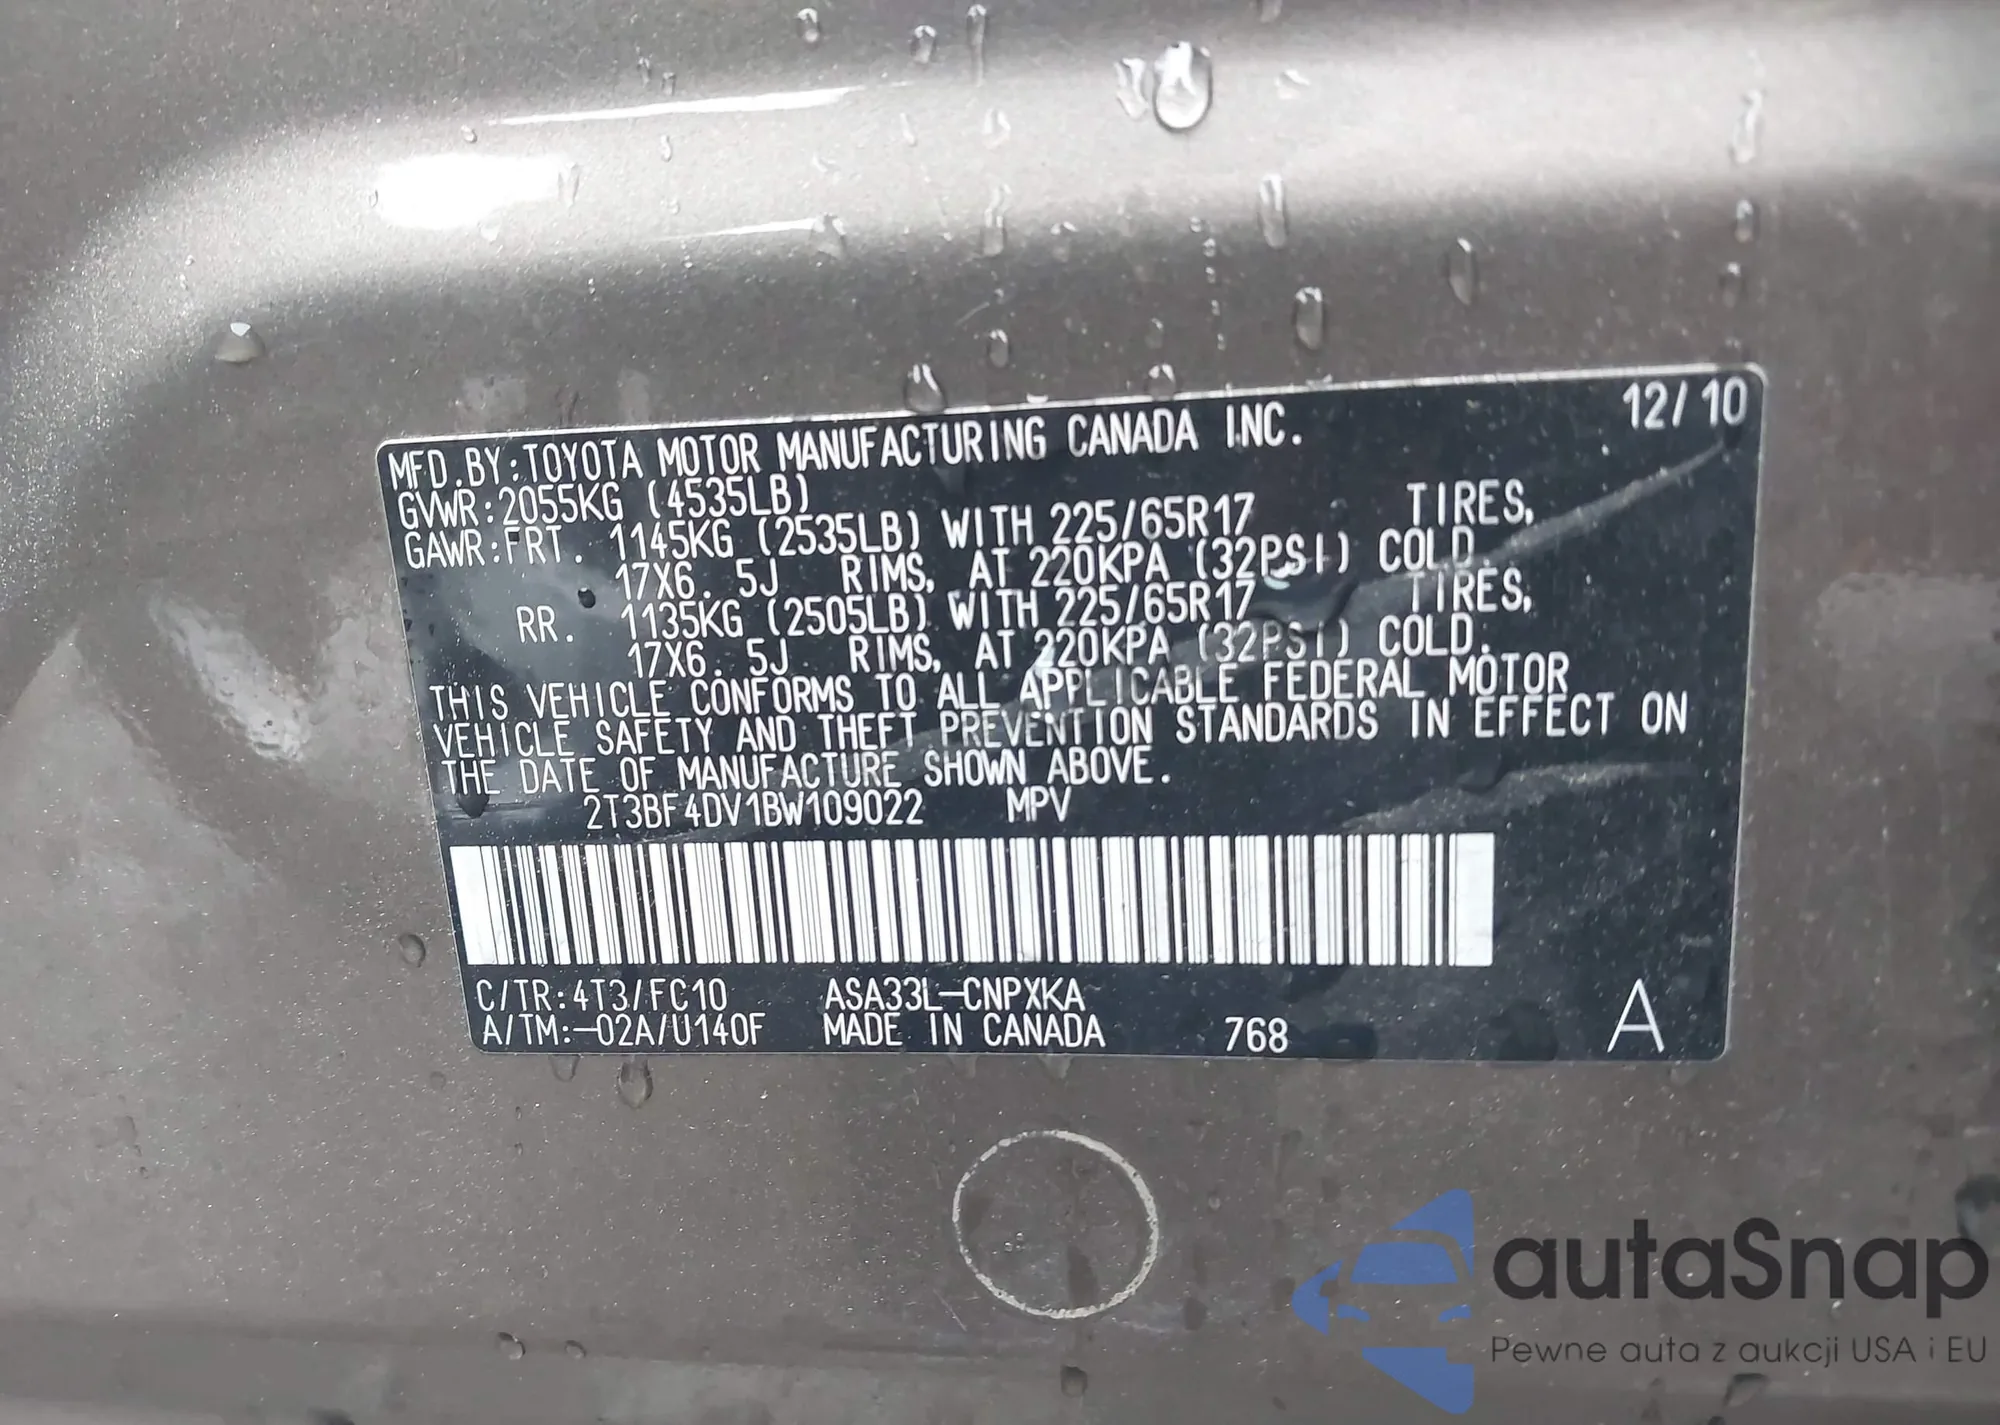 12/10
MFD.BY:TOYOTA MOTOR MANUFACTURING CANADA INC.
GVWR:2055KG (4535LB)
GAWR:FRT. 1145KG (2535LB) WITH 225/65R17 TIRES,
17X6. 5J RIMS, AT 220KPA (32PSI) COLD.
RR. 1135KG (2505LB) WITH 225/65R17 TIRES,
17X6. 5J RIMS, AT 220KPA (32PSI) COLD.
THIS VEHICLE CONFORMS TO ALL APPLICABLE FEDERAL MOTOR
VEHICLE SAFETY AND THEFT PREVENTION STANDARDS IN EFFECT ON
THE DATE OF MANUFACTURE SHOWN ABOVE.
2T3BF4DV1BW109022 MPV
C/TR:4T3/FC10 ASA33L-CNPXKA
A/TM:-02A/U140F MADE IN CANADA 768 A
autaSnap
Pewne auta z aukcji USA i EU